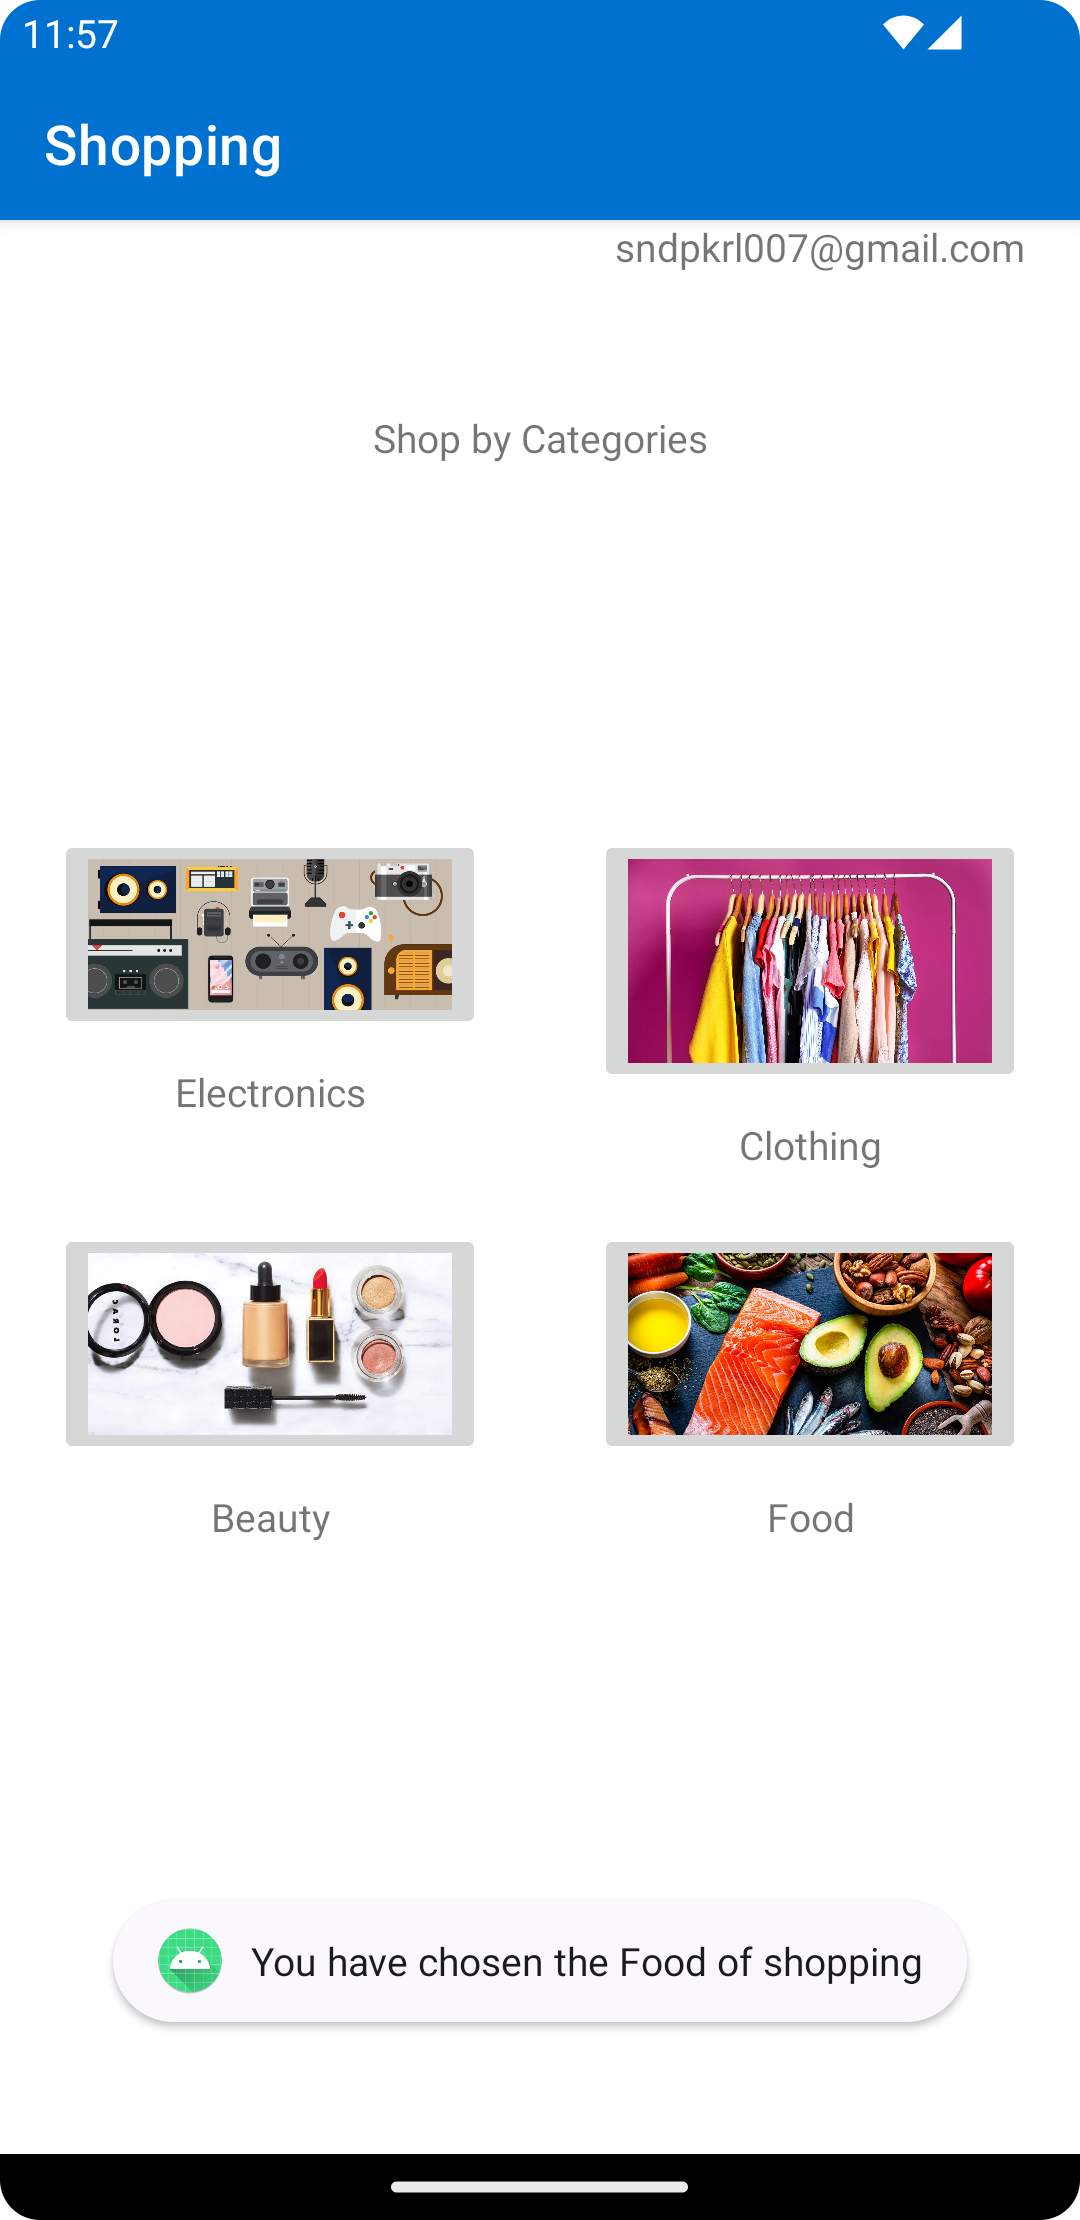 11:57
Shopping
sndpkrl007@gmail.com
Shop by Categories
Electronics
Clothing
Beauty
Food
You have chosen the Food of shopping